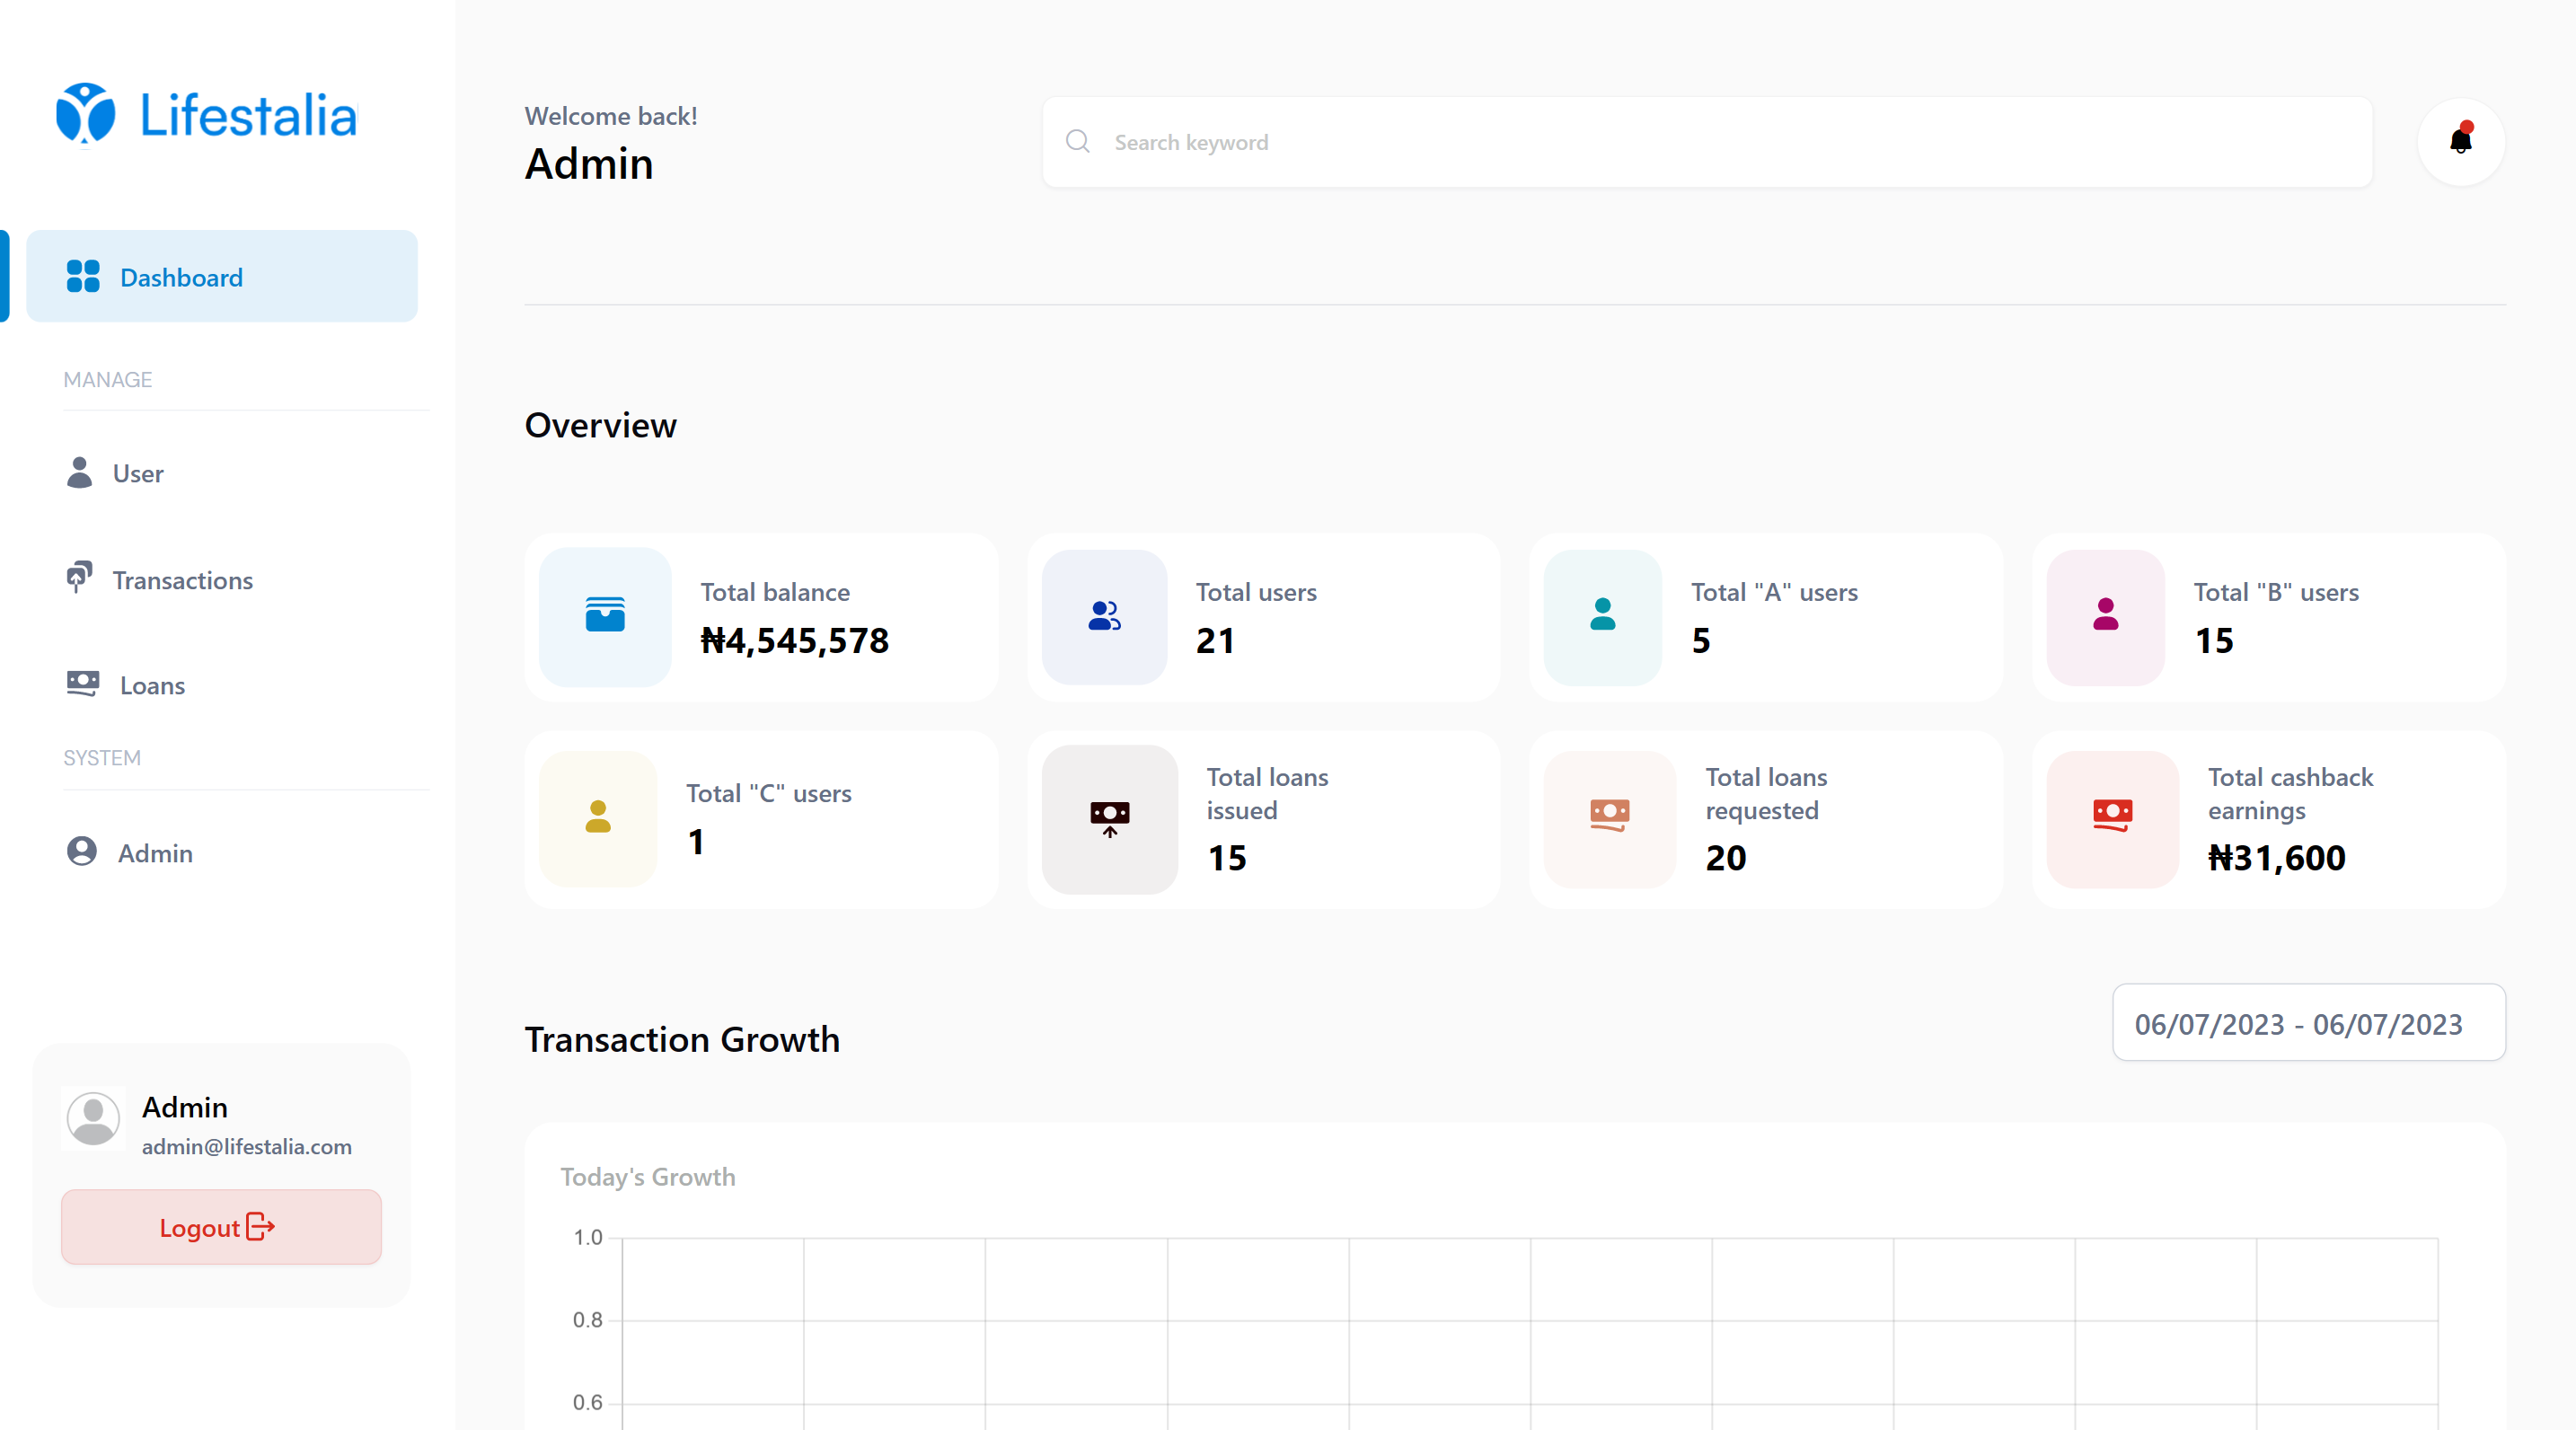 Lifestalia
Welcome back!
Admin
Search keyword
Dashboard
MANAGE
User
Transactions
Loans
SYSTEM
Admin
Admin
admin@lifestalia.com
Logout
Overview
Total balance
₦4,545,578
Total users
21
Total "A" users
5
Total "B" users
15
Total "C" users
1
Total loans
issued
15
Total loans
requested
20
Total cashback
earnings
₦31,600
Transaction Growth
06/07/2023 - 06/07/2023
Today's Growth
1.0
0.8
0.6